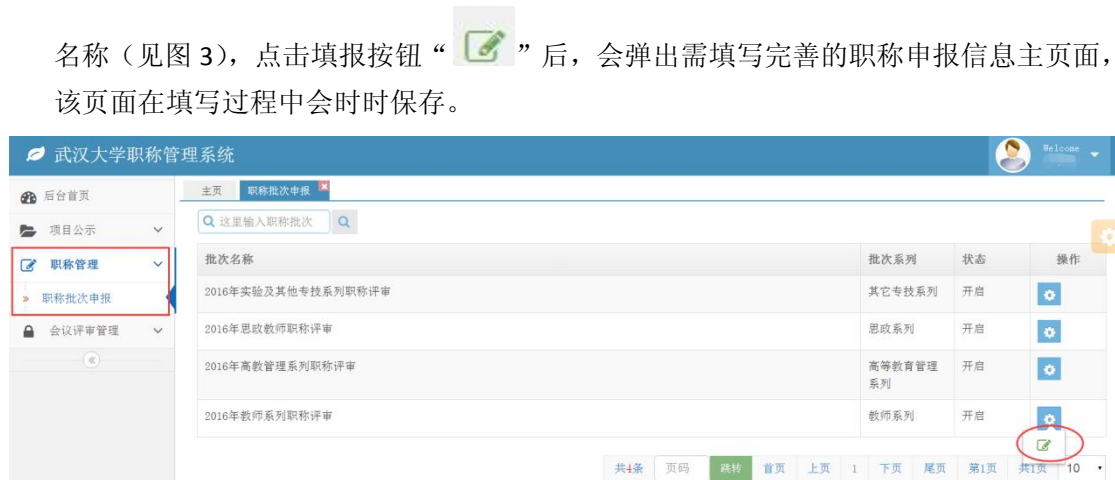 名称（见图 3），点击填报按钮“ ”后，会弹出需填写完善的职称申报信息主页面，
该页面在填写过程中会时时保存。
武汉大学职称管理系统
Welcome
后台首页
主页 职称批次申报
项目公示
这里输入职称批次
职称管理
批次名称 批次系列 状态 操作
职称批次申报
2016年实验及其他专技系列职称评审 其它专技系列 开启
会议评审管理
2016年思政教师职称评审 思政系列 开启
2016年高教管理系列职称评审 高等教育管理
系列 开启
2016年教师系列职称评审 教师系列 开启
共4条 页码 跳转 首页 上页 1 下页 尾页 第1页 共1页 10